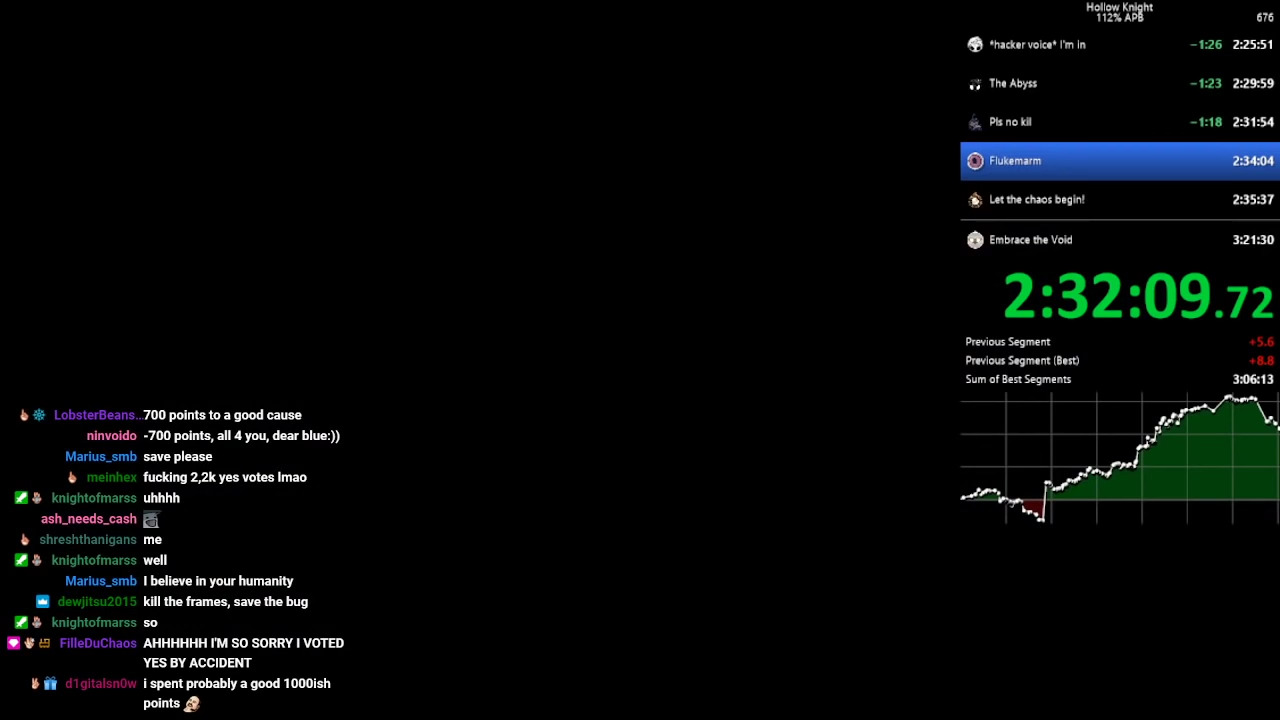 Hollow Knight
112% APB
676
*hacker voice* I'm in −1:26 2:25:51
The Abyss −1:23 2:29:59
Pls no kil −1:18 2:31:54
Flukemarm 2:34:04
Let the chaos begin! 2:35:37
Embrace the Void 3:21:30
2:32:09.72
Previous Segment +5.6
Previous Segment (Best) +8.8
Sum of Best Segments 3:06:13
LobsterBeans... 700 points to a good cause
ninvoido -700 points, all 4 you, dear blue:))
Marius_smb save please
meinhex fucking 2,2k yes votes lmao
knightofmarss uhhhh
ash_needs_cash
shreshthanigans me
knightofmarss well
Marius_smb I believe in your humanity
dewjitsu2015 kill the frames, save the bug
knightofmarss so
FilleDuChaos AHHHHHH I'M SO SORRY I VOTED
YES BY ACCIDENT
d1gitalsn0w i spent probably a good 1000ish
points